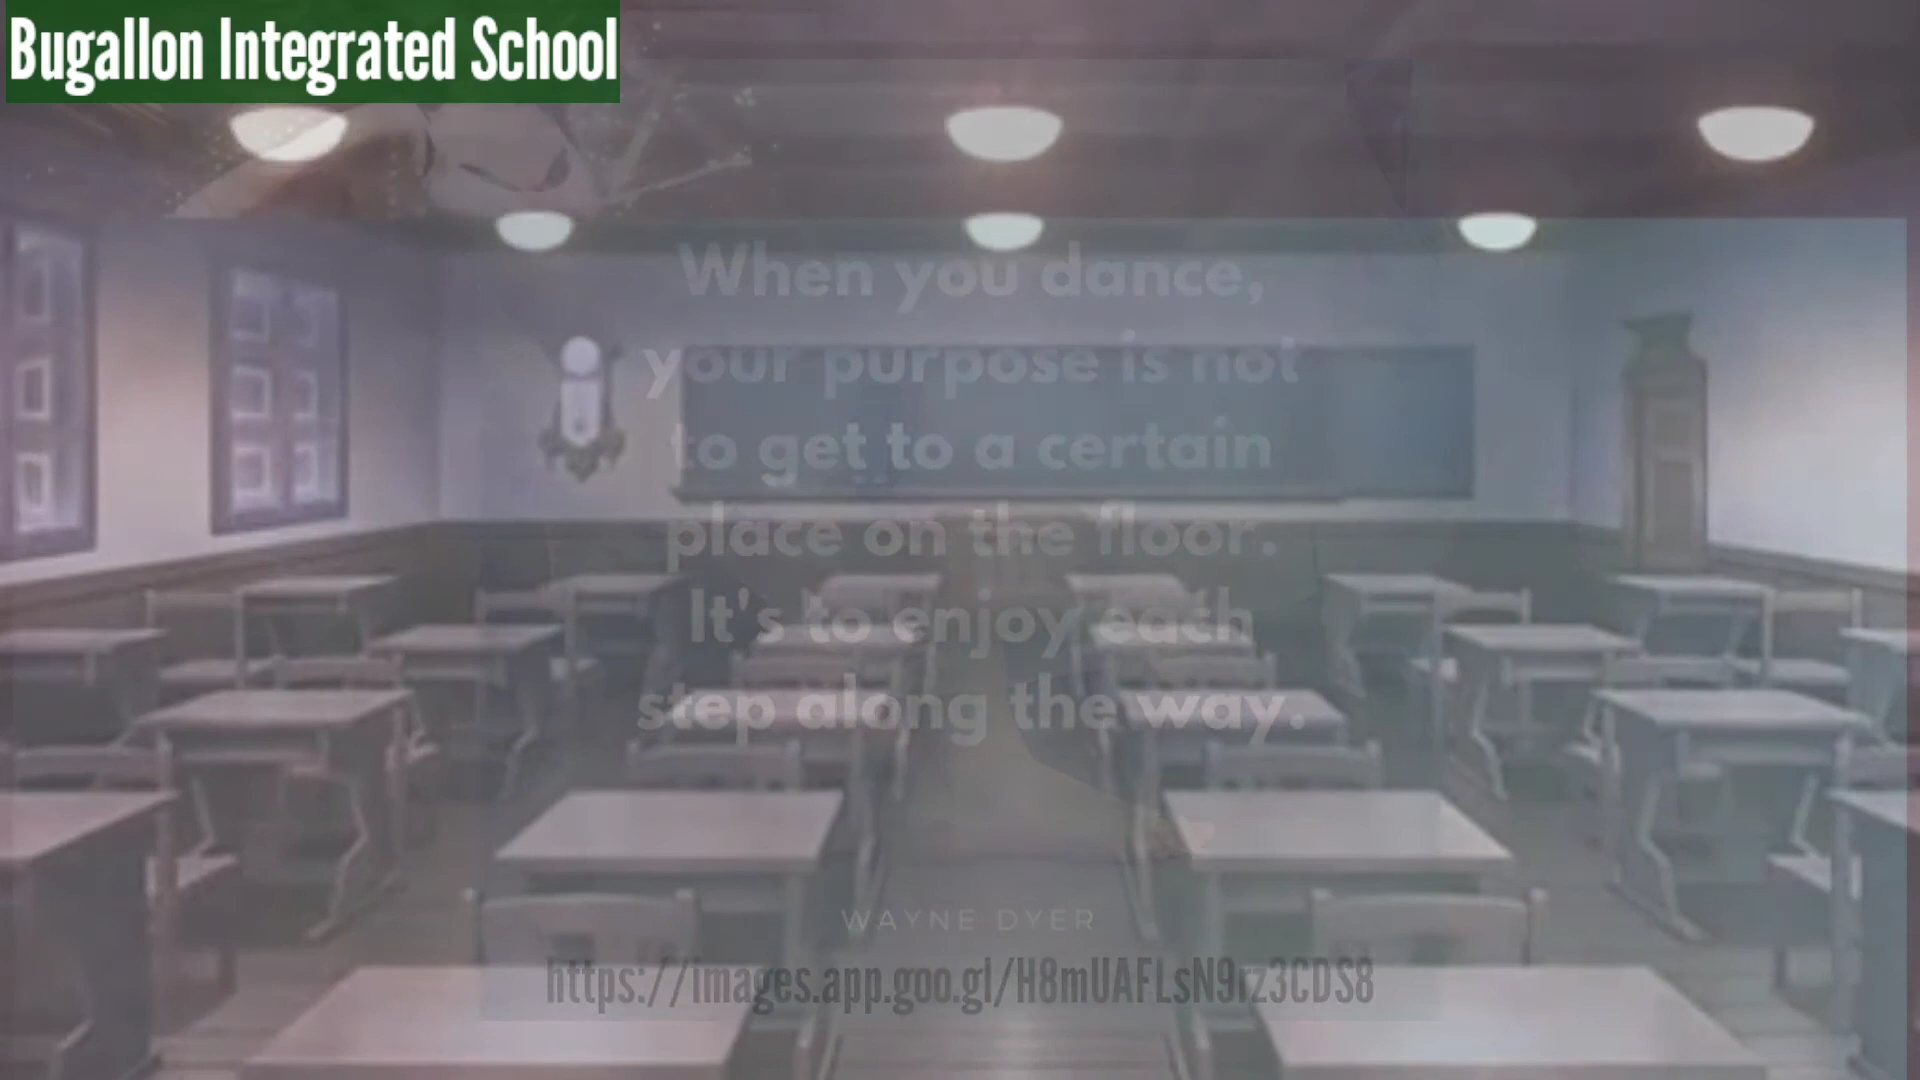 Bugallon Integrated School
When you dance,
your purpose is not
to get to a certain
place on the floor.
It's to enjoy each
step along the way.
WAYNE DYER
https://images.app.goo.gl/H8mUAFLsN9rz3CDS8